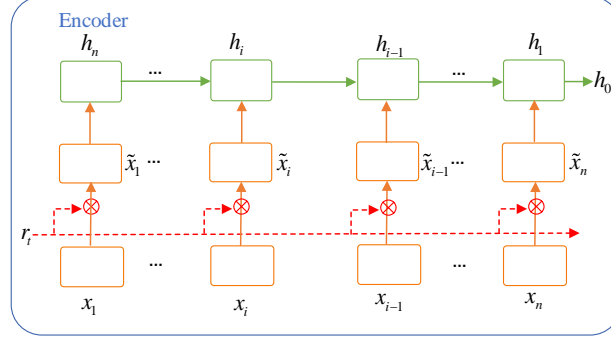 Encoder
h_n ... h_i h_{i-1} ... h_1
h_0
x̃_1 ... x̃_i ... x̃_{i-1} ... x̃_n
r_t
... ...
x_1 x_i x_{i-1} x_n